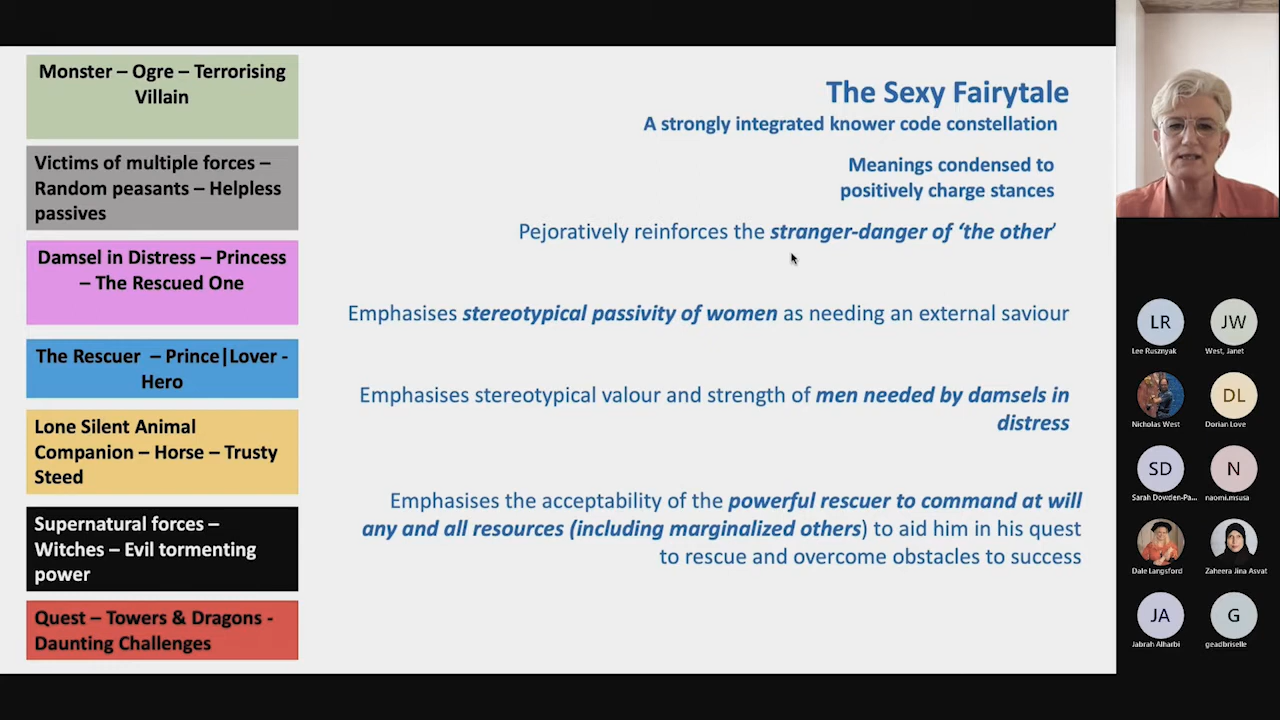 Monster – Ogre – Terrorising
Villain
Victims of multiple forces –
Random peasants – Helpless
passives
Damsel in Distress – Princess
– The Rescued One
The Rescuer – Prince|Lover -
Hero
Lone Silent Animal
Companion – Horse – Trusty
Steed
Supernatural forces –
Witches – Evil tormenting
power
Quest – Towers & Dragons -
Daunting Challenges
The Sexy Fairytale
A strongly integrated knower code constellation
Meanings condensed to
positively charge stances
Pejoratively reinforces the stranger-danger of ‘the other’
Emphasises stereotypical passivity of women as needing an external saviour
Emphasises stereotypical valour and strength of men needed by damsels in
distress
Emphasises the acceptability of the powerful rescuer to command at will
any and all resources (including marginalized others) to aid him in his quest
to rescue and overcome obstacles to success
LR
JW
Lee Rusznyak
West, Janet
DL
Nicholas West
Dorian Love
SD
N
Sarah Dowden-Pa...
naomi.msusa
Dale Langsford
Zaheera Jina Asvat
JA
G
Jabrah Alharbi
geadbriselle